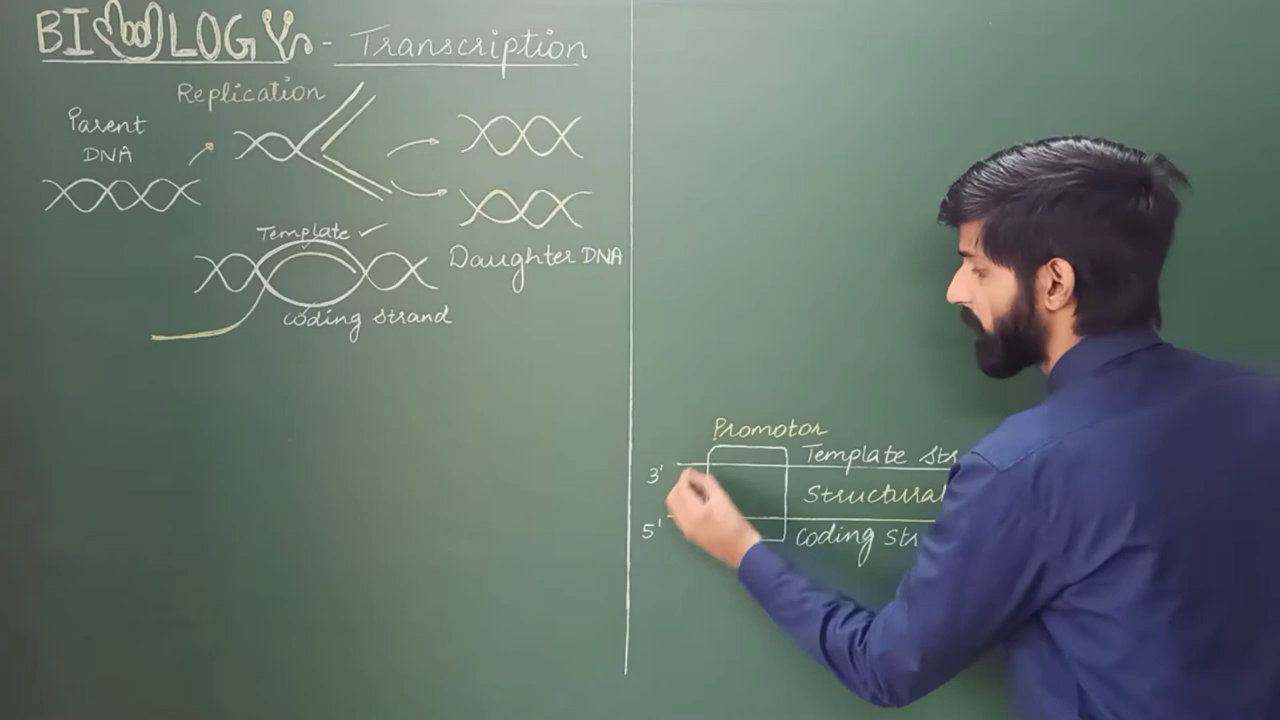 BIOLOGY - Transcription
Replication
Parent
DNA
Template ✓
Daughter DNA
Coding strand
Promotor
3'
Template
Structural
5'
Coding